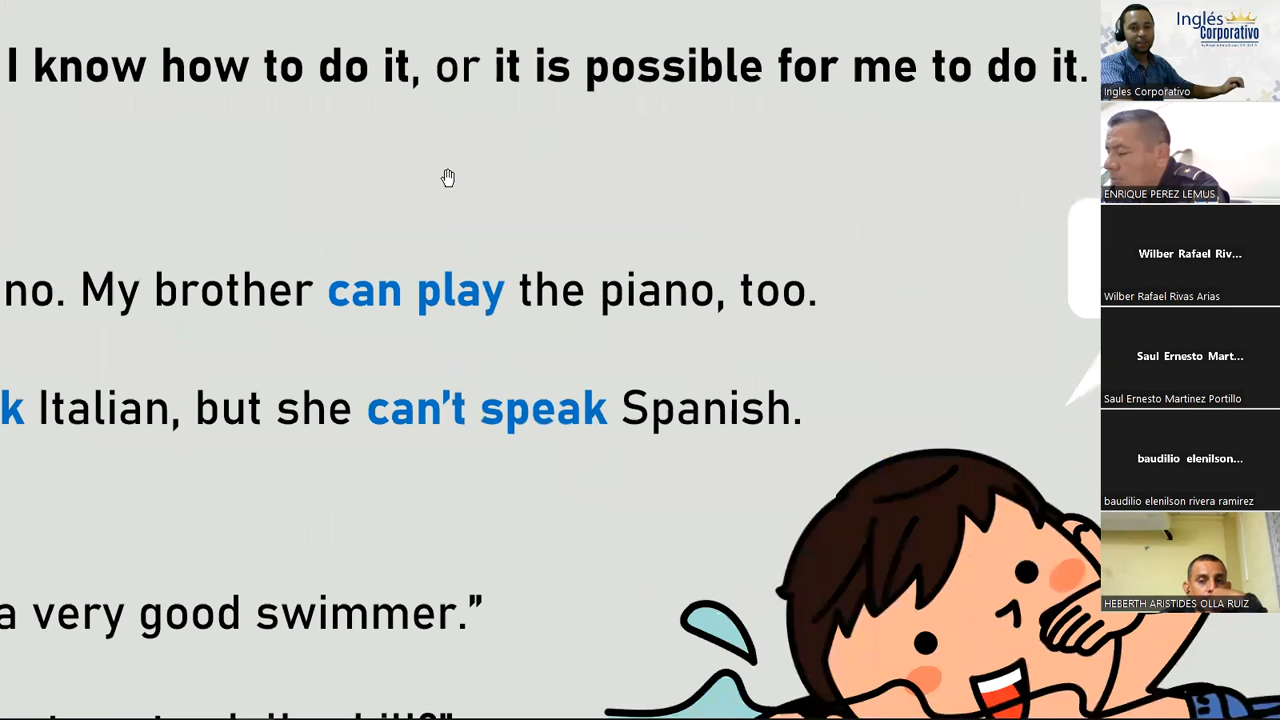 I know how to do it, or it is possible for me to do it.
no. My brother can play the piano, too.
k Italian, but she can't speak Spanish.
a very good swimmer.”
Inglés
Corporativo
Ingles Corporativo
ENRIQUE PEREZ LEMUS
Wilber Rafael Riv...
Wilber Rafael Rivas Arias
Saul Ernesto Mart...
Saul Ernesto Martinez Portillo
baudilio elenilson...
baudilio elenilson rivera ramirez
HEBERTH ARISTIDES OLLA RUIZ